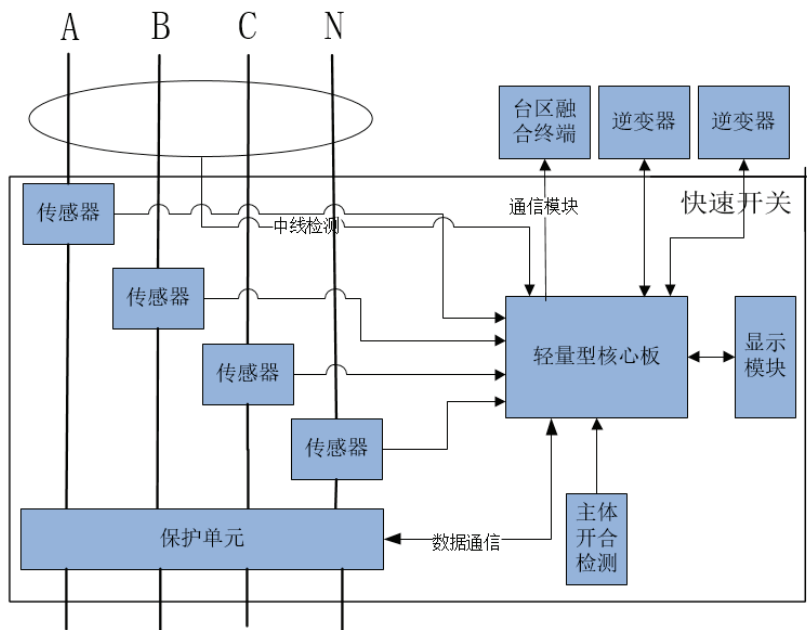 A B C N
台区融
合终端
逆变器
逆变器
快速开关
传感器
通信模块
中线检测
传感器
传感器
传感器
轻量型核心板
显示
模块
保护单元
数据通信
主体
开合
检测